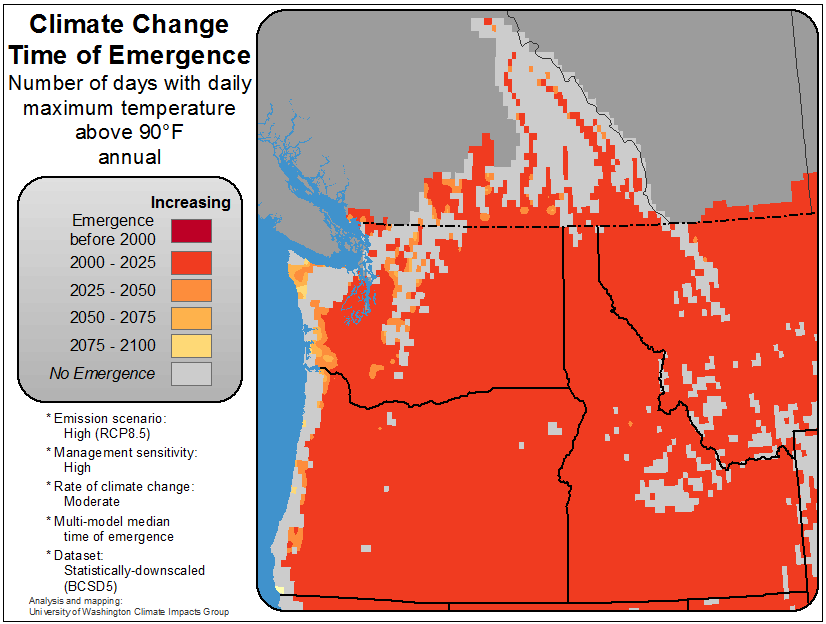 Climate Change
Time of Emergence
Number of days with daily
maximum temperature
above 90°F
annual
Increasing
Emergence
before 2000
2000 - 2025
2025 - 2050
2050 - 2075
2075 - 2100
No Emergence
* Emission scenario:
High (RCP8.5)
* Management sensitivity:
High
* Rate of climate change:
Moderate
* Multi-model median
time of emergence
* Dataset:
Statistically-downscaled
(BCSD5)
Analysis and mapping:
University of Washington Climate Impacts Group